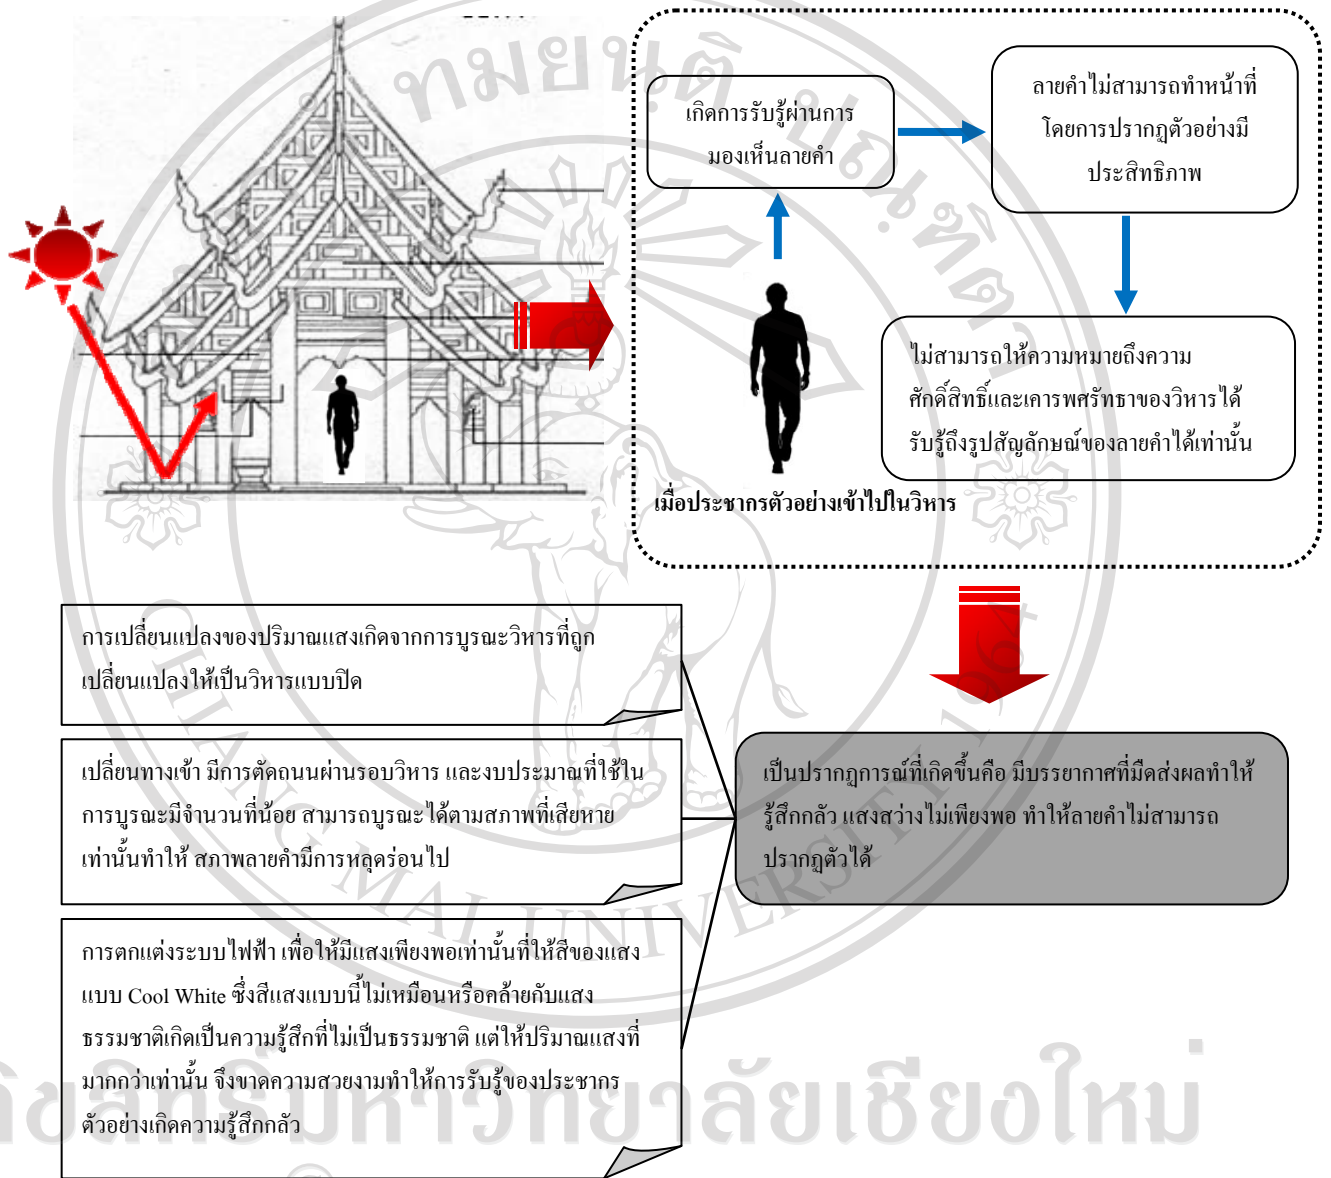 เกิดการรับรู้ผ่านการ
มองเห็นลายคำ
ลายคำไม่สามารถทำหน้าที่
โดยการปรากฏตัวอย่างมี
ประสิทธิภาพ
ไม่สามารถให้ความหมายถึงความ
ศักดิ์สิทธิ์และเคารพศรัทธาของวิหารได้
รับรู้ถึงรูปสัญลักษณ์ของลายคำได้เท่านั้น
เมื่อประชากรตัวอย่างเข้าไปในวิหาร
การเปลี่ยนแปลงของปริมาณแสงเกิดจากการบูรณะวิหารที่ถูก
เปลี่ยนแปลงให้เป็นวิหารแบบปิด
เปลี่ยนทางเข้า มีการตัดถนนผ่านรอบวิหาร และงบประมาณที่ใช้ใน
การบูรณะมีจำนวนที่น้อย สามารถบูรณะได้ตามสภาพที่เสียหาย
เท่านั้นทำให้ สภาพลายคำมีการหลุดร่อนไป
การตกแต่งระบบไฟฟ้า เพื่อให้มีแสงเพียงพอเท่านั้นที่ให้สีของแสง
แบบ Cool White ซึ่งสีแสงแบบนี้ไม่เหมือนหรือคล้ายกับแสง
ธรรมชาติเกิดเป็นความรู้สึกที่ไม่เป็นธรรมชาติ แต่ให้ปริมาณแสงที่
มากกว่าเท่านั้น จึงขาดความสวยงามทำให้การรับรู้ของประชากร
ตัวอย่างเกิดความรู้สึกกลัว
เป็นปรากฏการณ์ที่เกิดขึ้นคือ มีบรรยากาศที่มืดส่งผลทำให้
รู้สึกกลัว แสงสว่างไม่เพียงพอ ทำให้ลายคำไม่สามารถ
ปรากฏตัวได้
CHIANG MAI UNIVERSITY 1964